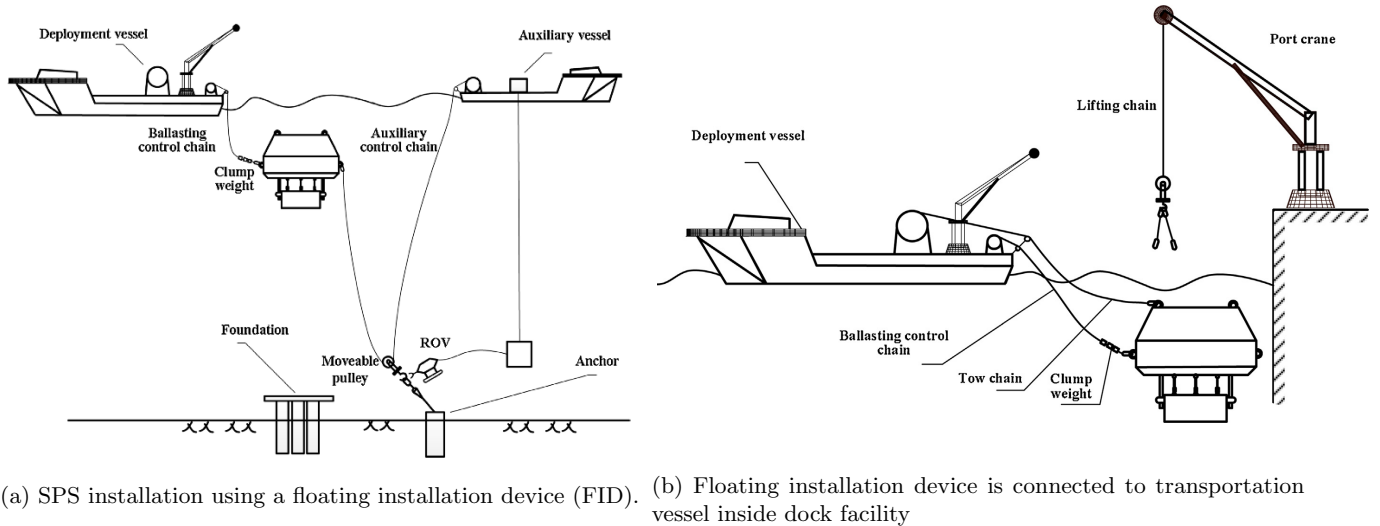 Deployment vessel
Auxiliary vessel
Ballasting
control chain
Auxiliary
control chain
Clump
weight
Foundation
Moveable
pulley
ROV
Anchor
(a) SPS installation using a floating installation device (FID).
Port crane
Lifting chain
Deployment vessel
Ballasting control
chain
Tow chain
Clump
weight
(b) Floating installation device is connected to transportation
vessel inside dock facility